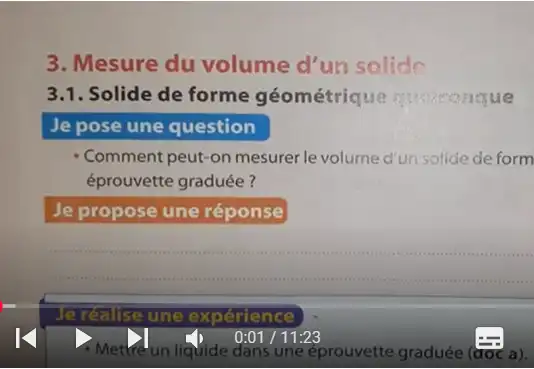 3. Mesure du volume d'un solide
3.1. Solide de forme géométrique quelconque
Je pose une question
• Comment peut-on mesurer le volume d'un solide de form
éprouvette graduée ?
Je propose une réponse
Je réalise une expérience
• Mettre un liquide dans une éprouvette graduée (doc a).
0:01 / 11:23